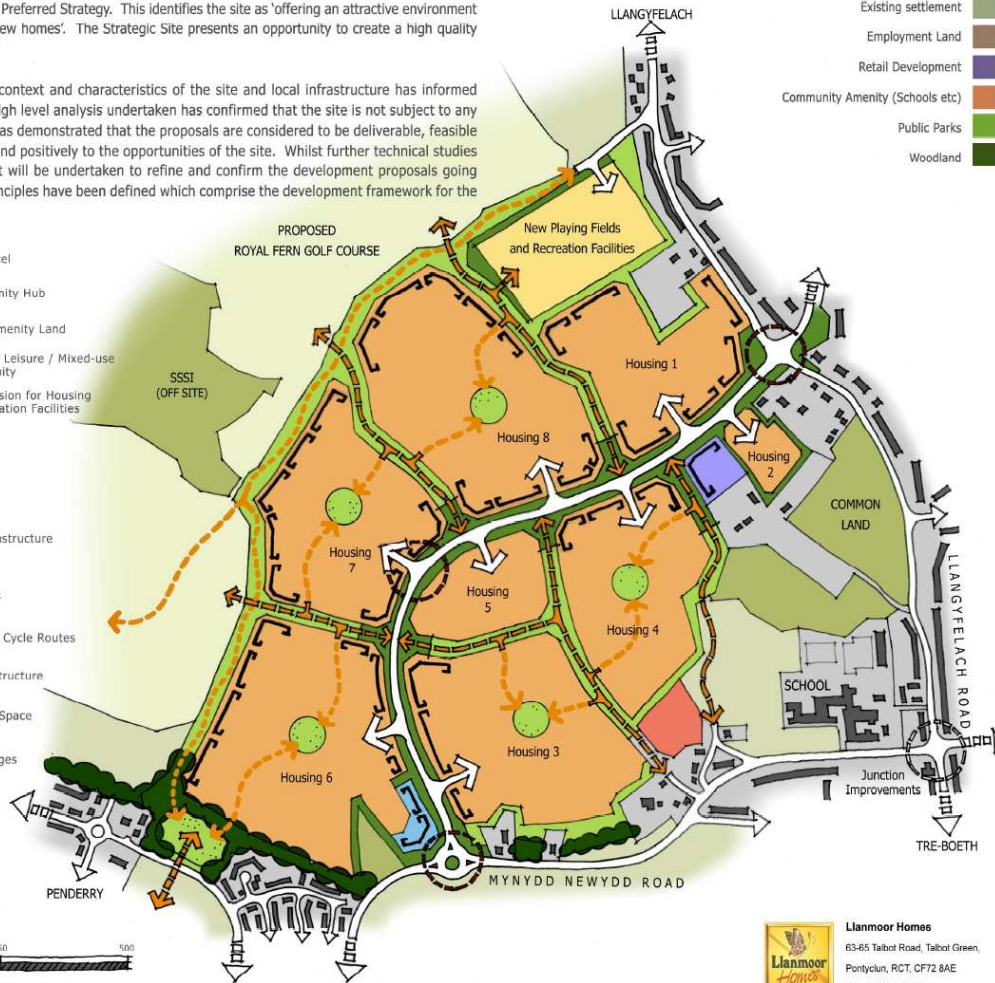 Preferred Strategy. This identifies the site as 'offering an attractive environment
ew homes'. The Strategic Site presents an opportunity to create a high quality
context and characteristics of the site and local infrastructure has informed
igh level analysis undertaken has confirmed that the site is not subject to any
as demonstrated that the proposals are considered to be deliverable, feasible
nd positively to the opportunities of the site. Whilst further technical studies
t will be undertaken to refine and confirm the development proposals going
nciples have been defined which comprise the development framework for the
Existing settlement
Employment Land
Retail Development
Community Amenity (Schools etc)
Public Parks
Woodland
LLANGYFELACH
PROPOSED
ROYAL FERN GOLF COURSE
New Playing Fields
and Recreation Facilities
cel
nity Hub
menity Land
Leisure / Mixed-use
nity
sion for Housing
ation Facilities
SSSI
(OFF SITE)
Housing 1
Housing 8
Housing
2
COMMON
LAND
Housing
7
Housing
5
Housing 4
astructure
s
Cycle Routes
structure
Space
ges
LLANGYFELACH ROAD
SCHOOL
Housing 3
Housing 6
Junction
Improvements
TRE-BOETH
PENDERRY
MYNYDD NEWYDD ROAD
50
500
Llanmoor
Homes
Llanmoor Homes
63-65 Talbot Road, Talbot Green,
Pontyclun, RCT, CF72 8AE